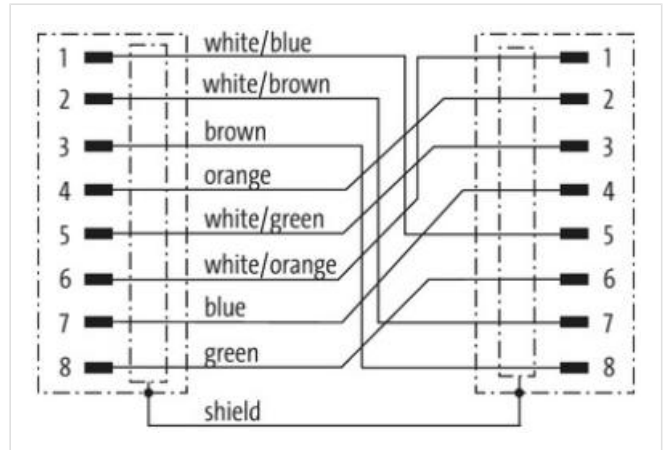 1 white/blue 1
2 white/brown 2
3 brown 3
4 orange 4
5 white/green 5
6 white/orange 6
7 blue 7
8 green 8
shield